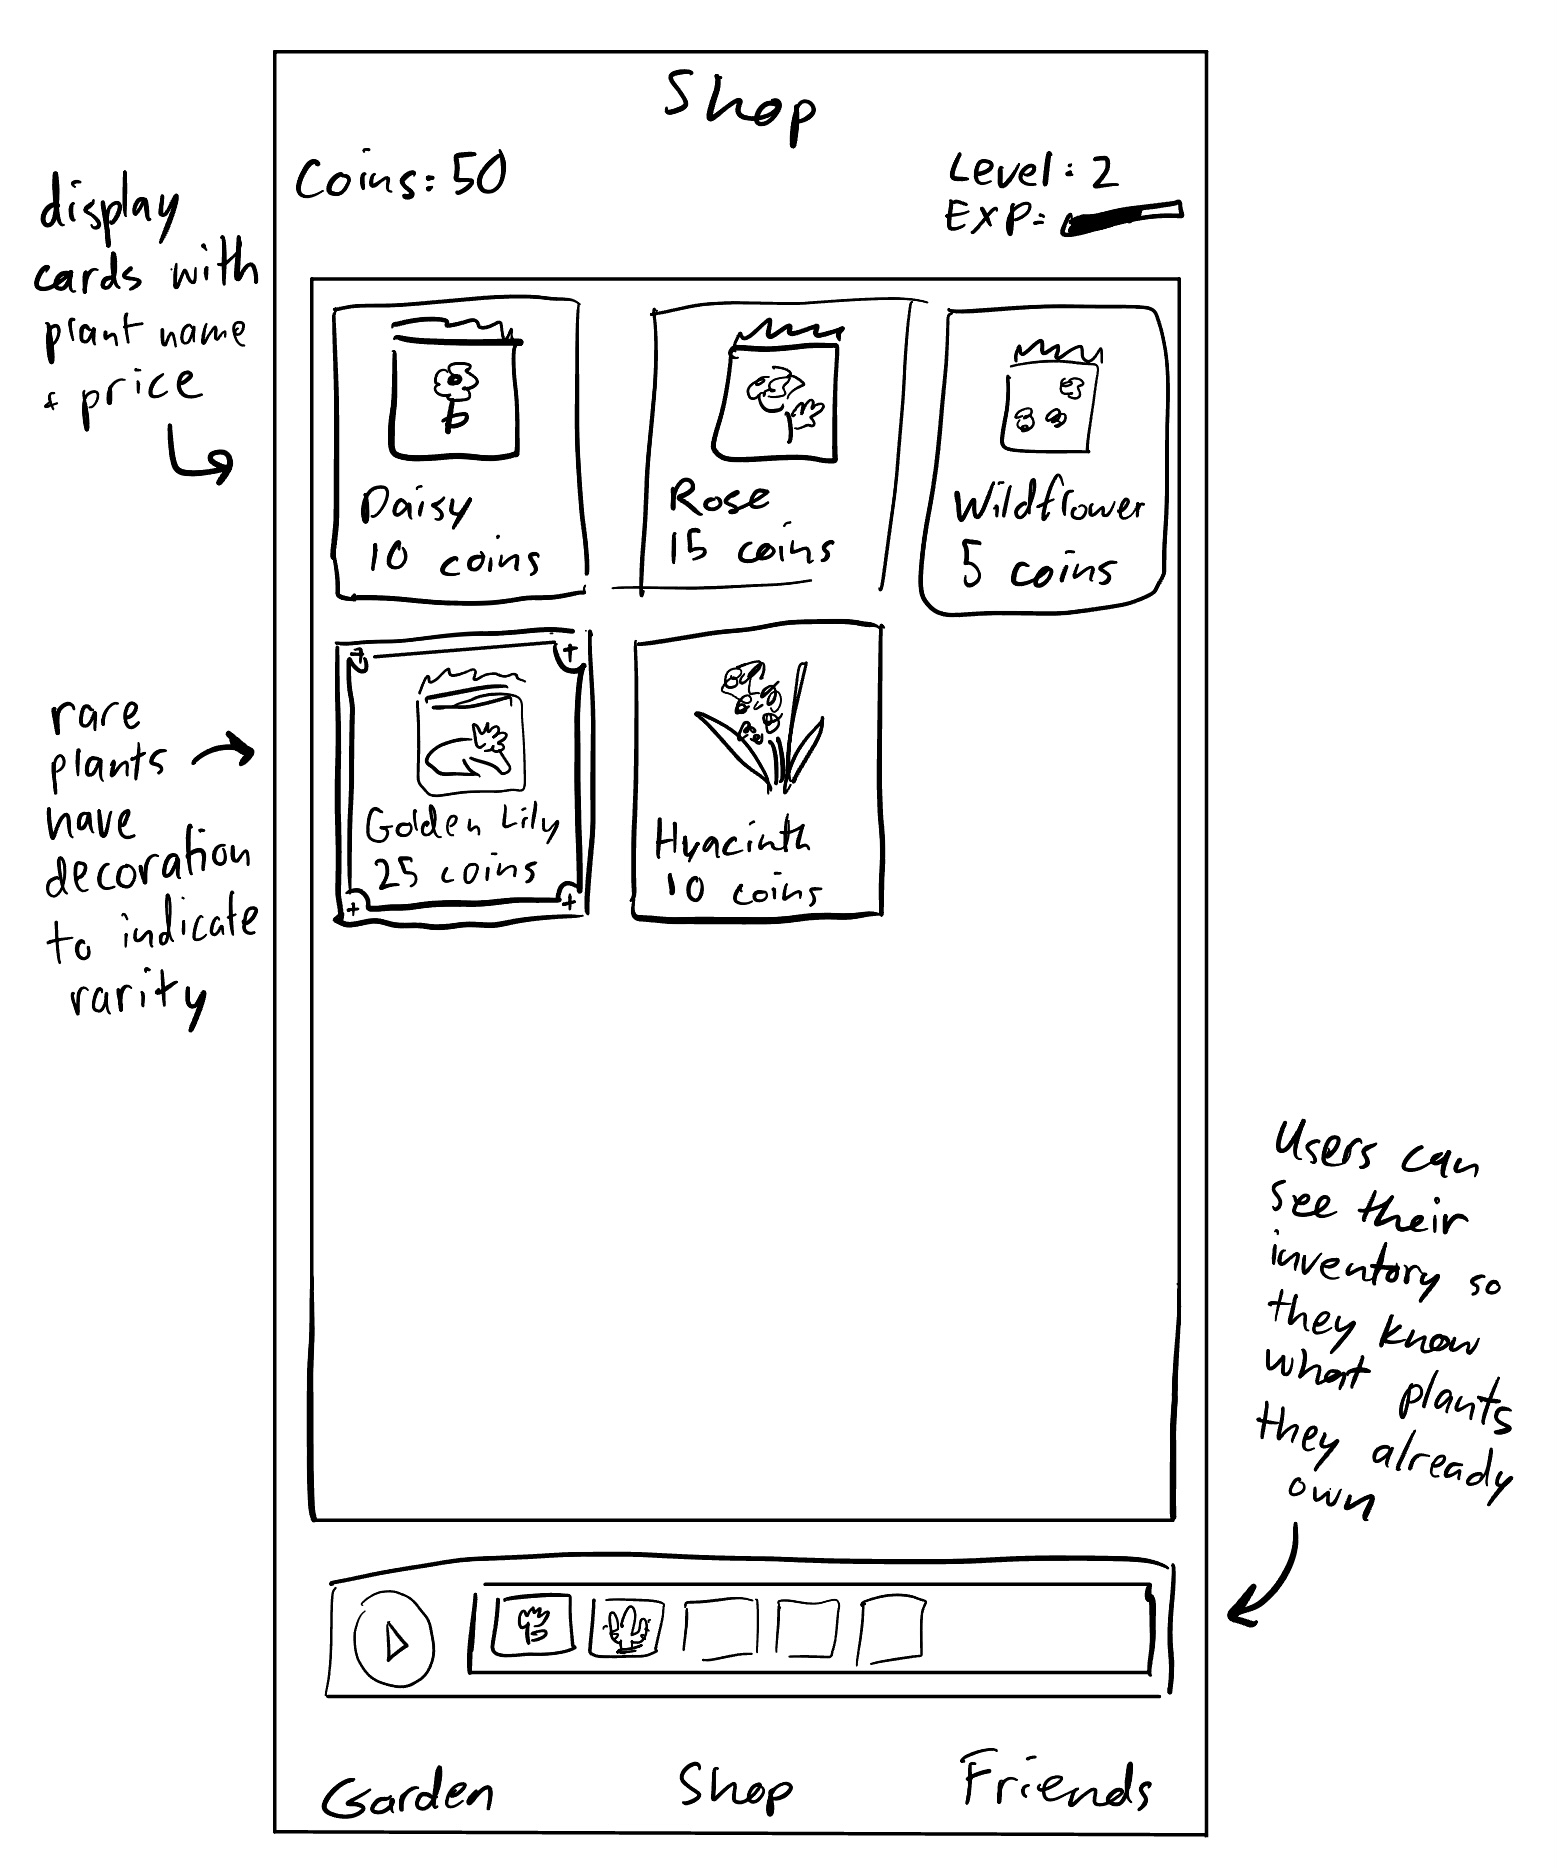 Shop
Coins: 50
Level: 2
EXP:
display
cards with
plant name
+ price
Daisy
10 coins
Rose
15 coins
Wildflower
5 coins
rare
plants
have
decoration
to indicate
rarity
Golden Lily
25 coins
Hyacinth
10 coins
Users can
see their
inventory so
they know
what plants
they already
own
Garden
Shop
Friends